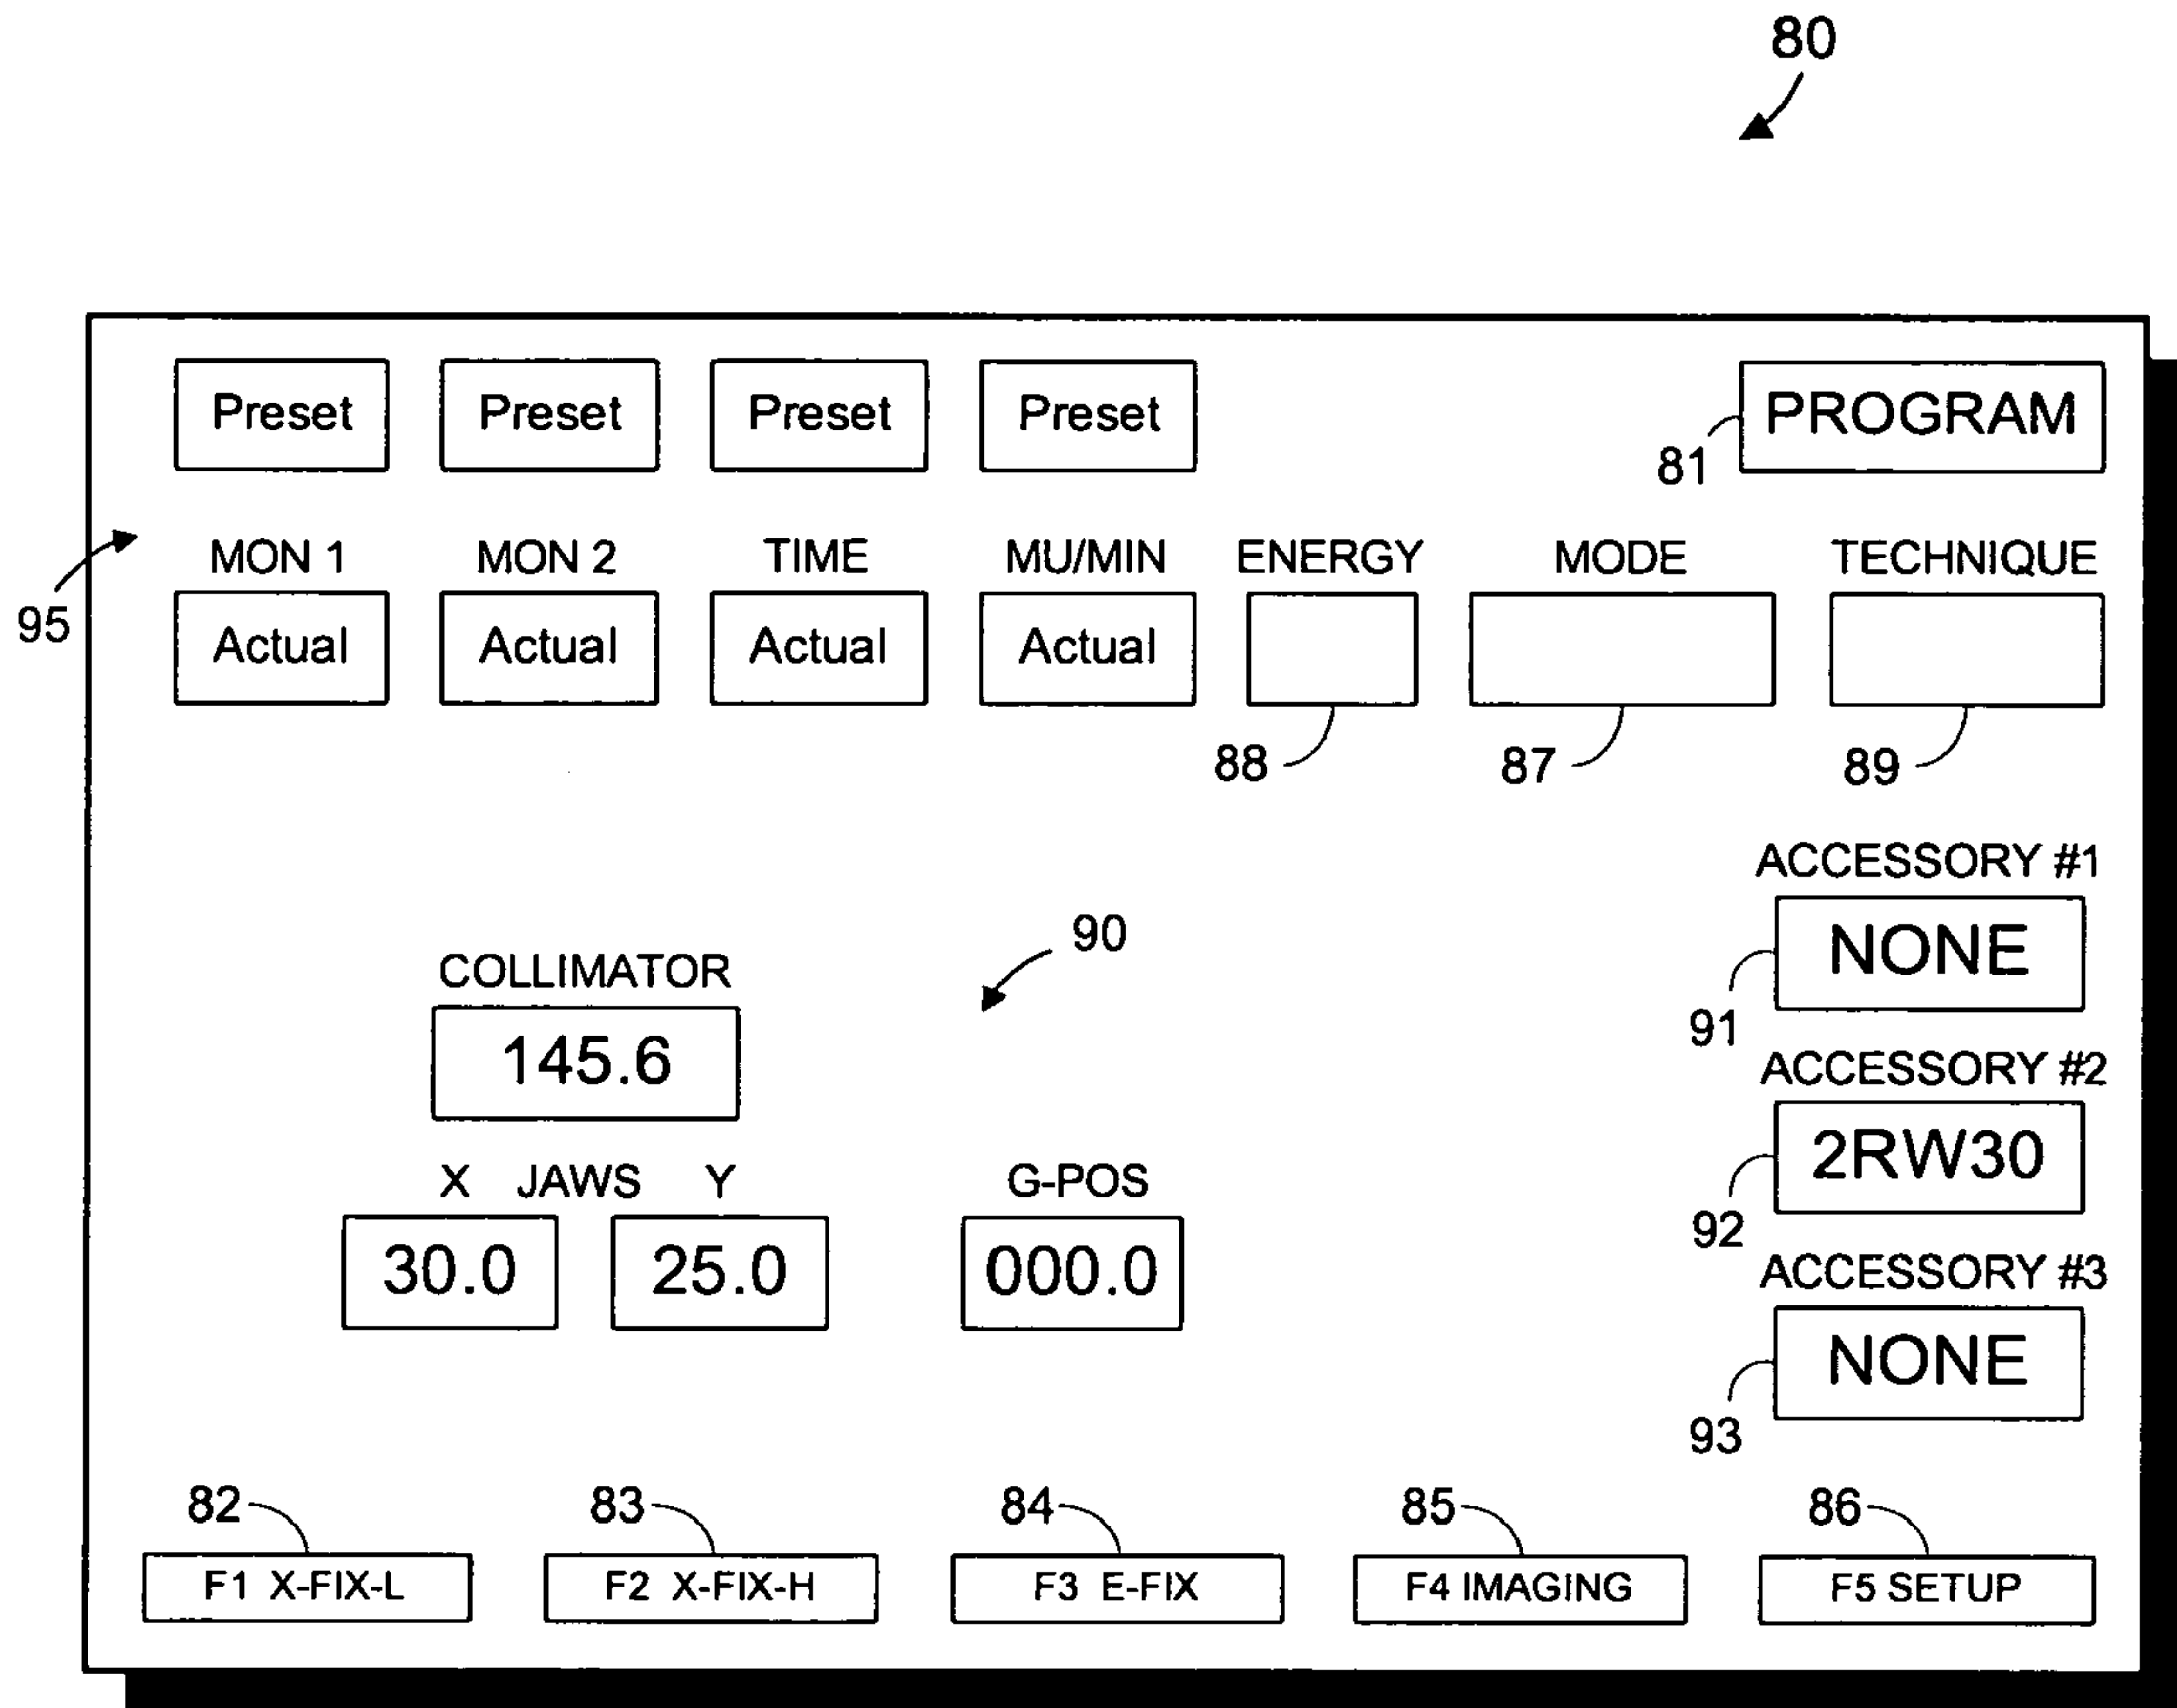 80
Preset Preset Preset Preset PROGRAM
81
MON 1 MON 2 TIME MU/MIN ENERGY MODE TECHNIQUE
95
Actual Actual Actual Actual
88 87 89
ACCESSORY #1
NONE
91
90
COLLIMATOR
145.6
ACCESSORY #2
2RW30
92
X JAWS Y G-POS
30.0 25.0 000.0
ACCESSORY #3
NONE
93
82 83 84 85 86
F1 X-FIX-L F2 X-FIX-H F3 E-FIX F4 IMAGING F5 SETUP